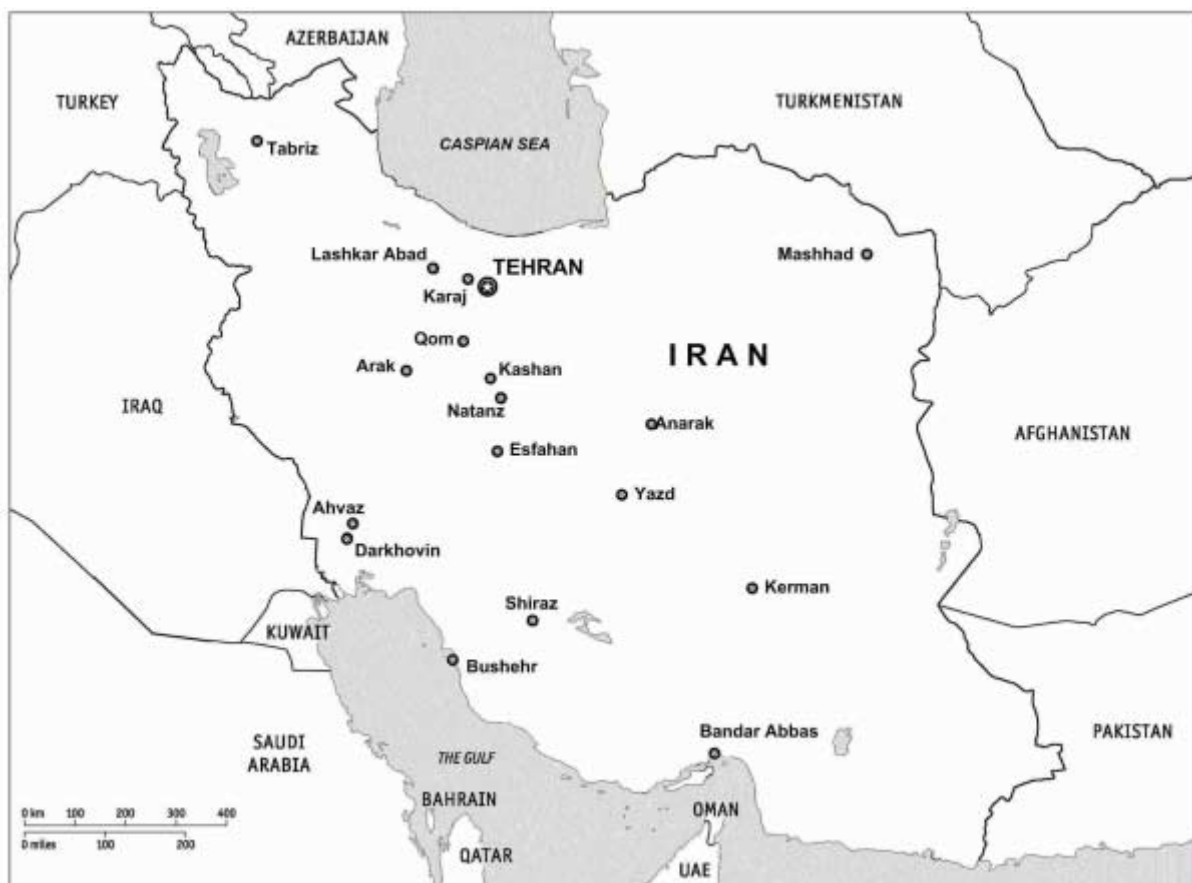 AZERBAIJAN
TURKEY
TURKMENISTAN
CASPIAN SEA
Tabriz
Lashkar Abad
TEHRAN
Mashhad
Karaj
Qom
IRAN
Arak
Kashan
Natanz
IRAQ
Anarak
AFGHANISTAN
Esfahan
Yazd
Ahvaz
Darkhovin
Kerman
Shiraz
KUWAIT
Bushehr
Bandar Abbas
PAKISTAN
SAUDI
ARABIA
THE GULF
BAHRAIN
OMAN
QATAR
UAE
0 km 100 200 300 400
0 miles 100 200